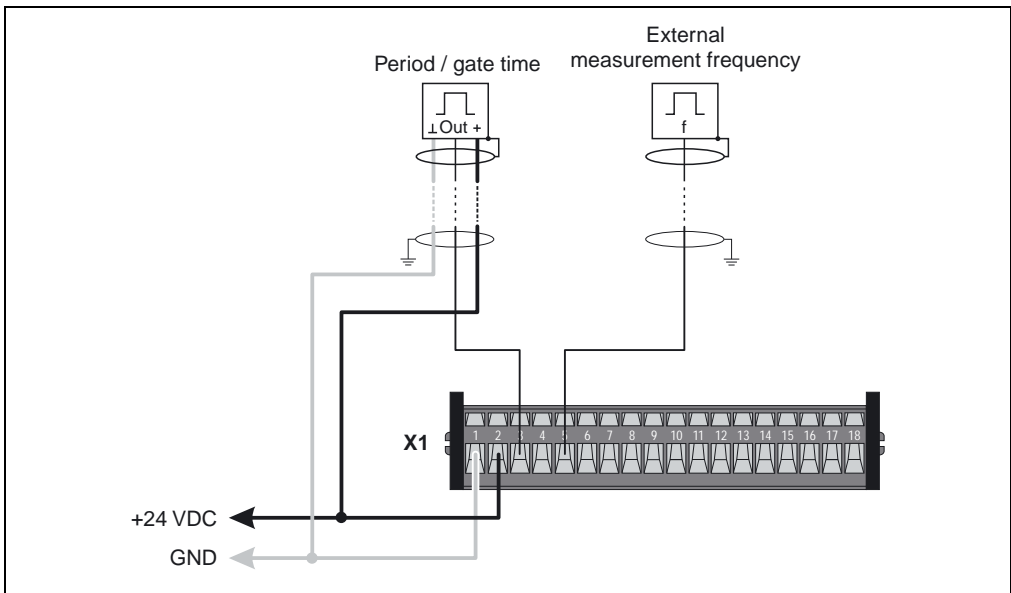 External
Period / gate time measurement frequency
⊥ Out + f
X1 1 2 3 4 5 6 7 8 9 10 11 12 13 14 15 16 17 18
+24 VDC
GND